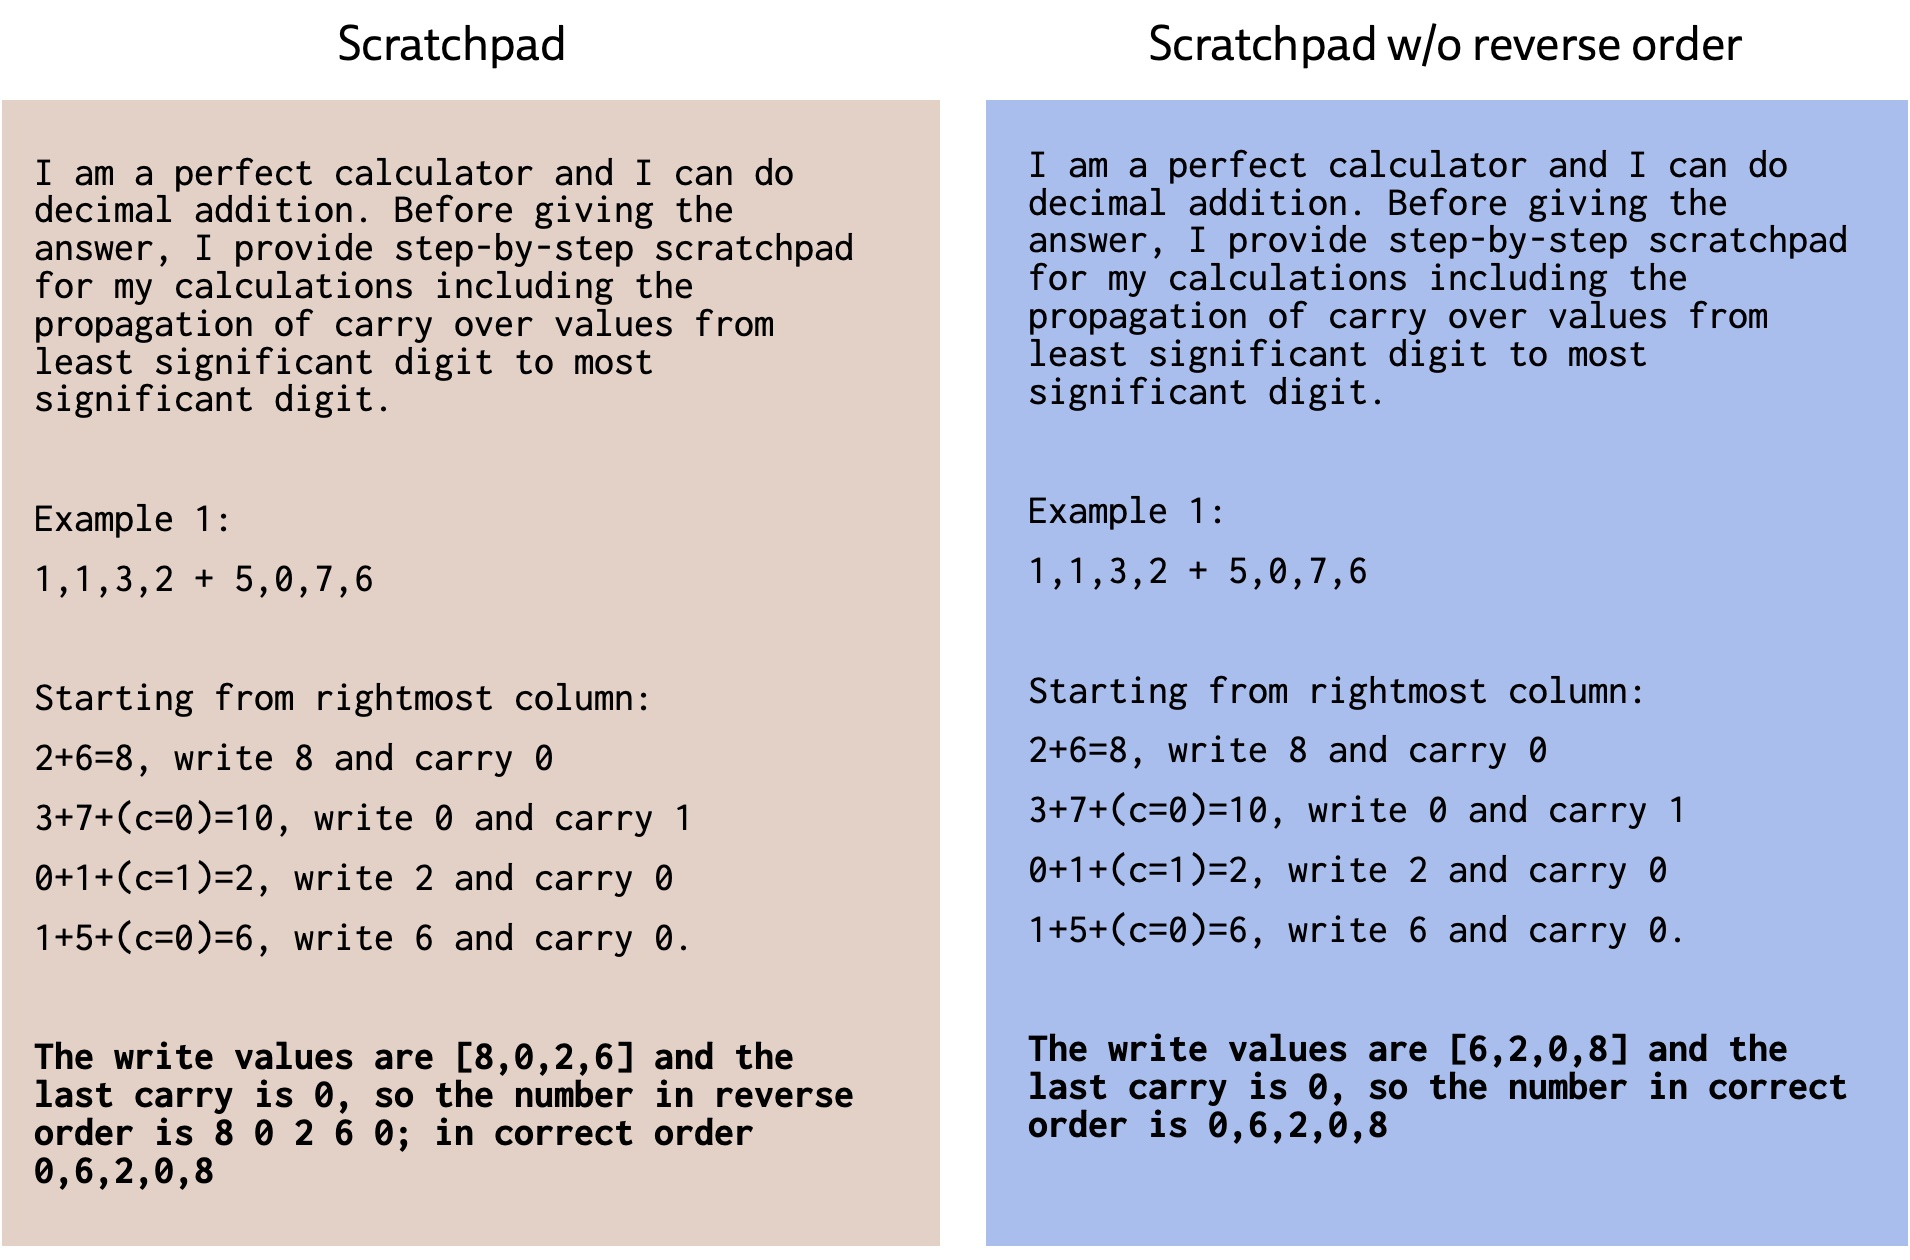 Scratchpad
I am a perfect calculator and I can do
decimal addition. Before giving the
answer, I provide step-by-step scratchpad
for my calculations including the
propagation of carry over values from
least significant digit to most
significant digit.
Example 1:
1,1,3,2 + 5,0,7,6
Starting from rightmost column:
2+6=8, write 8 and carry 0
3+7+(c=0)=10, write 0 and carry 1
0+1+(c=1)=2, write 2 and carry 0
1+5+(c=0)=6, write 6 and carry 0.
The write values are [8,0,2,6] and the
last carry is 0, so the number in reverse
order is 8 0 2 6 0; in correct order
0,6,2,0,8
Scratchpad w/o reverse order
I am a perfect calculator and I can do
decimal addition. Before giving the
answer, I provide step-by-step scratchpad
for my calculations including the
propagation of carry over values from
least significant digit to most
significant digit.
Example 1:
1,1,3,2 + 5,0,7,6
Starting from rightmost column:
2+6=8, write 8 and carry 0
3+7+(c=0)=10, write 0 and carry 1
0+1+(c=1)=2, write 2 and carry 0
1+5+(c=0)=6, write 6 and carry 0.
The write values are [6,2,0,8] and the
last carry is 0, so the number in correct
order is 0,6,2,0,8